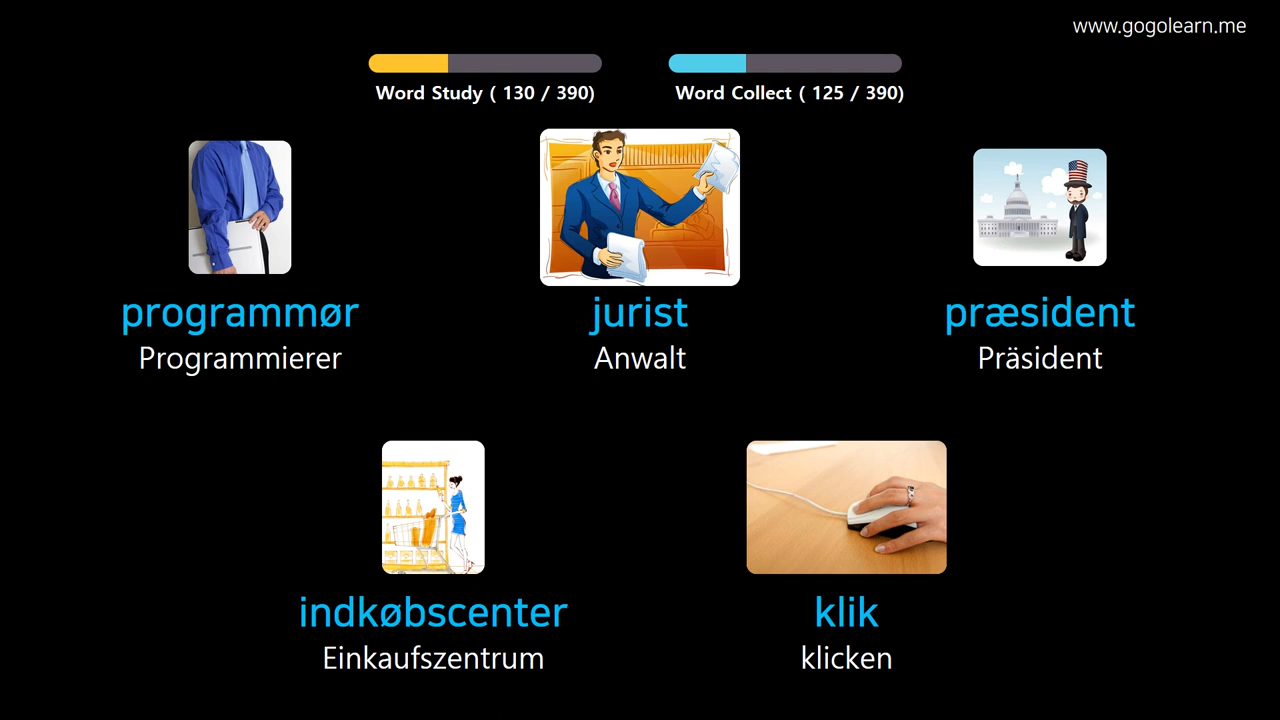 www.gogolearn.me
Word Study ( 130 / 390)
Word Collect ( 125 / 390)
programmør
Programmierer
jurist
Anwalt
præsident
Präsident
indkøbscenter
Einkaufszentrum
klik
klicken